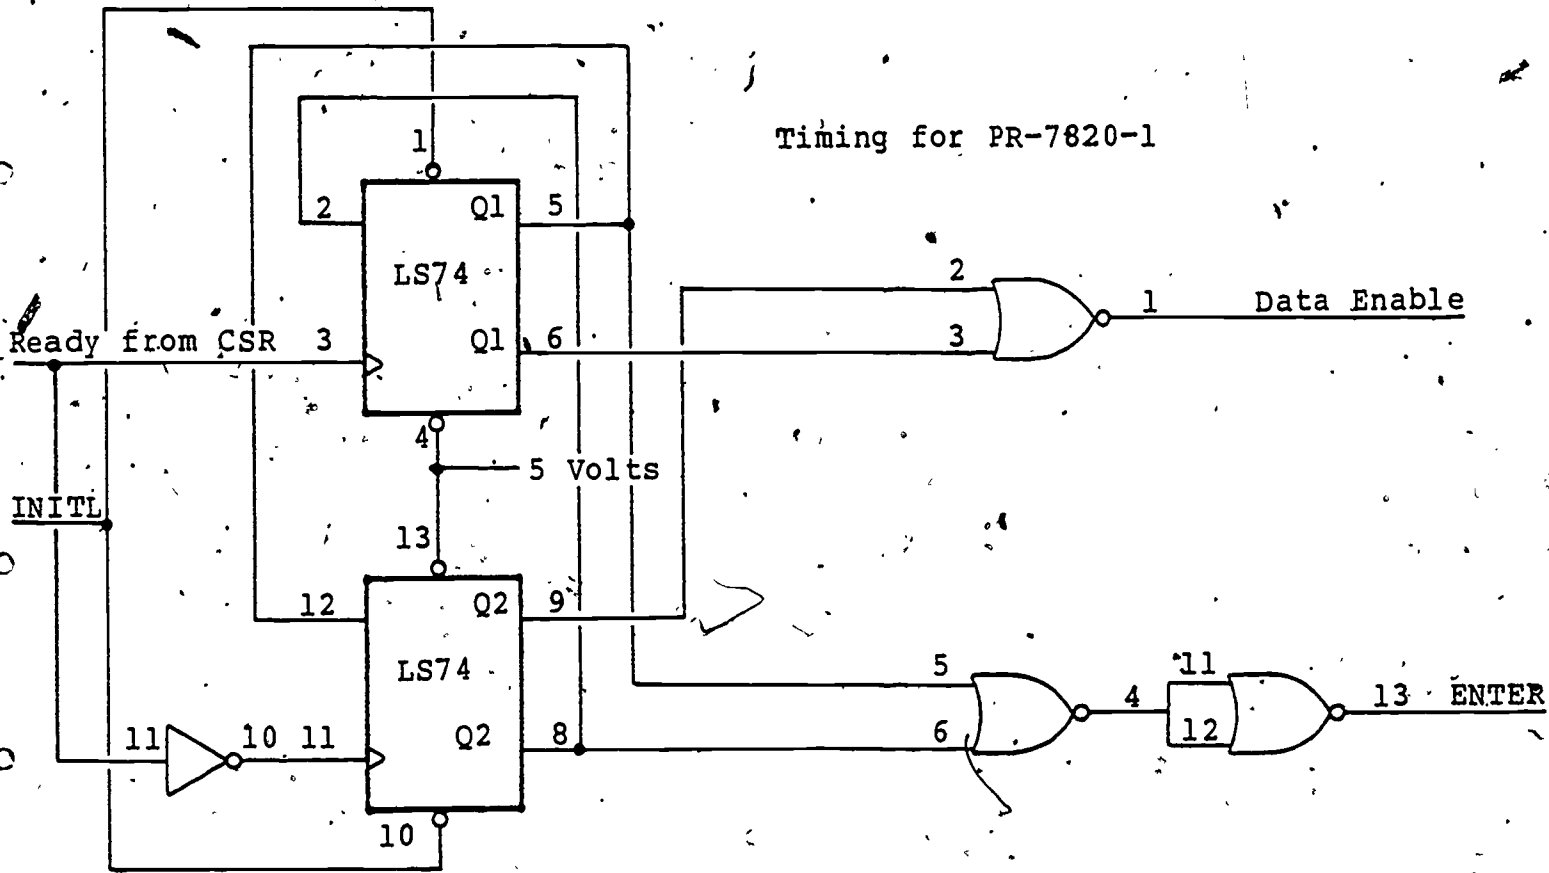 Timing for PR-7820-1
1
2
Q1
5
LS74
2
Ready from CSR
3
Q1
6
3
1
Data Enable
4
5 Volts
INITL
13
12
Q2
9
LS74
5
11
4
13
ENTER
11
10
11
Q2
8
6
12
10